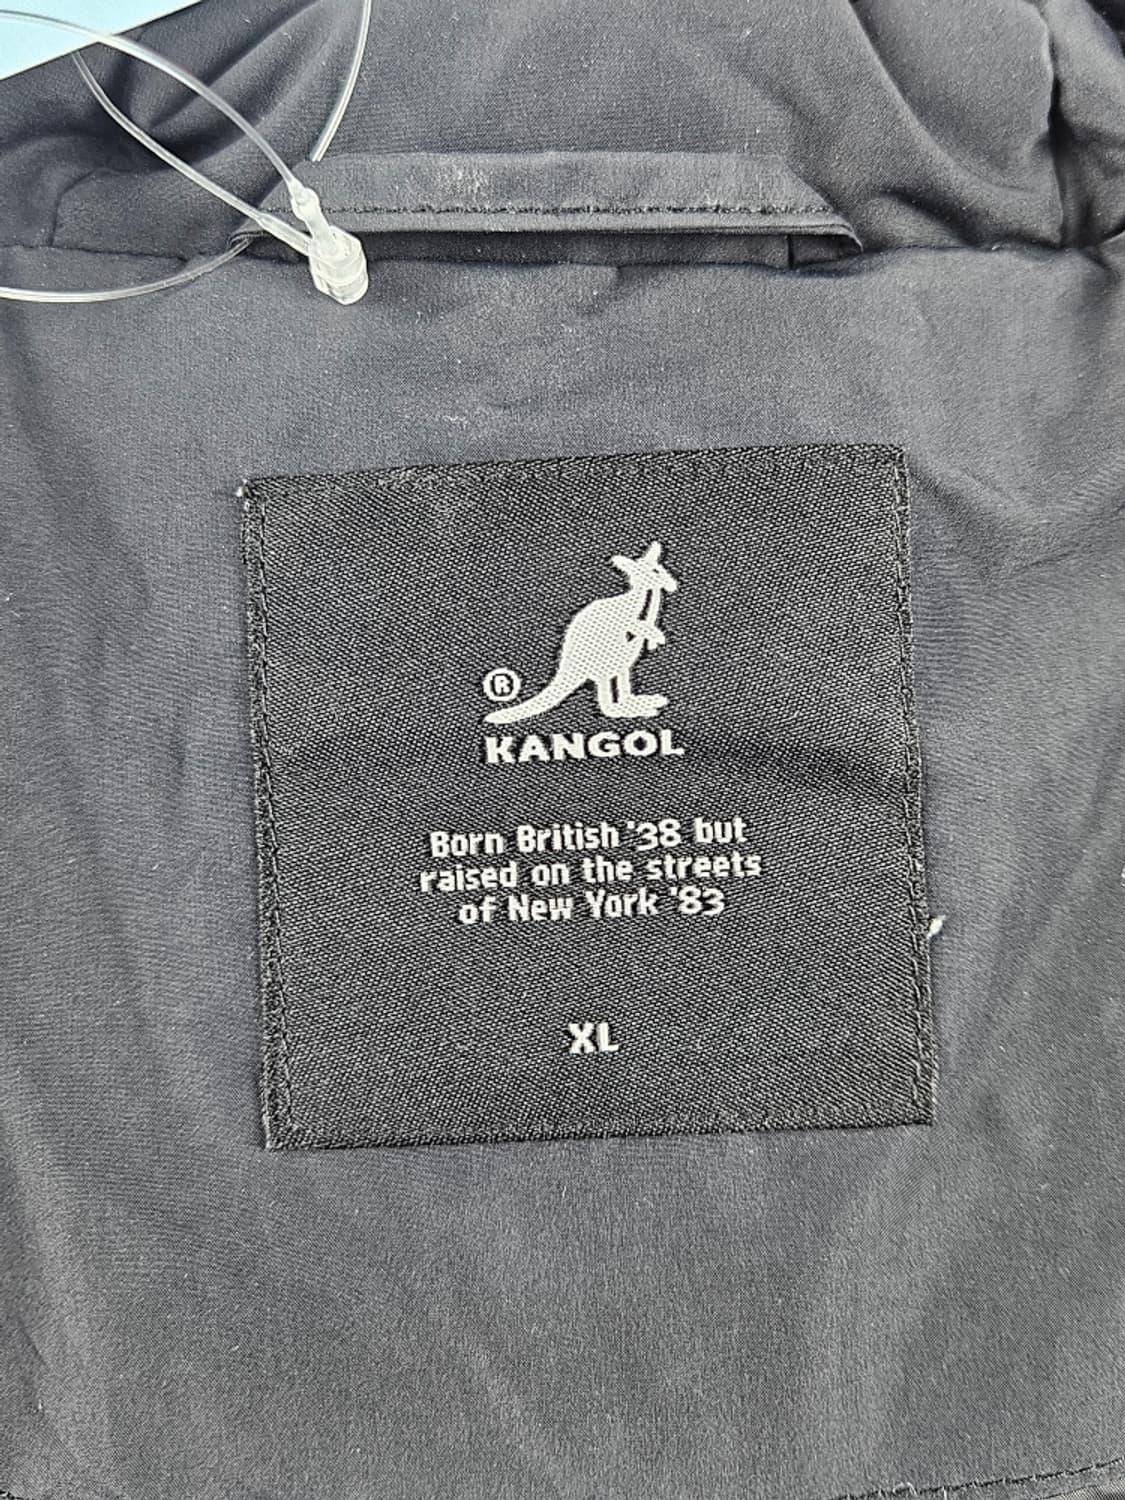 ®
KANGOL
Born British '38 but
raised on the streets
of New York '83
XL